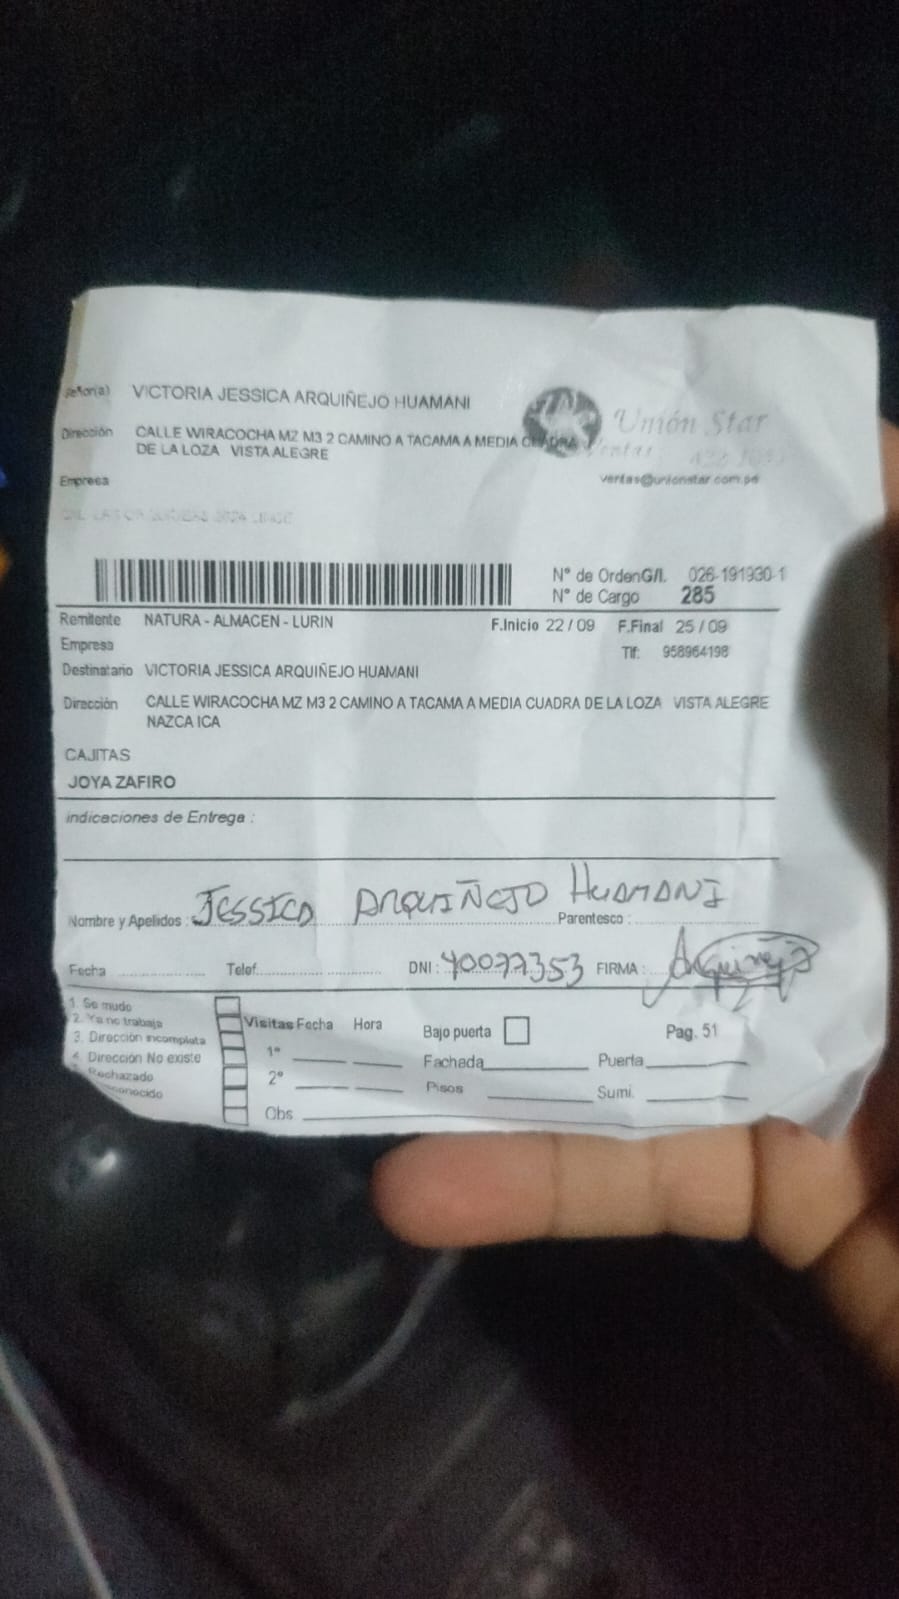 Señor(a) VICTORIA JESSICA ARQUIÑEJO HUAMANI
Unión Star
Dirección CALLE WIRACOCHA MZ M3 2 CAMINO A TACAMA A MEDIA CUADRA
DE LA LOZA VISTA ALEGRE
Ventas:
Empresa
ventas@unionstar.com.pe
N° de OrdenG/I. 026-191930-1
N° de Cargo 285
Remitente NATURA - ALMACEN - LURIN F.Inicio 22 / 09 F.Final 25 / 09
Empresa Tlf: 958964198
Destinatario VICTORIA JESSICA ARQUIÑEJO HUAMANI
Dirección CALLE WIRACOCHA MZ M3 2 CAMINO A TACAMA A MEDIA CUADRA DE LA LOZA VISTA ALEGRE
NAZCA ICA
CAJITAS
JOYA ZAFIRO
indicaciones de Entrega :
Nombre y Apelidos : JESSICA ARQUIÑEJO HUAMANI Parentesco :
Fecha Telef. DNI : 40077353 FIRMA : Arquiñejo
1. Se mudo
2. Ya no trabaja
3. Dirección incompleta
4. Dirección No existe
Rechazado
conocido
Visitas Fecha Hora Bajo puerta Pag. 51
1° Fachada Puerta
2° Pisos Sumi.
Obs